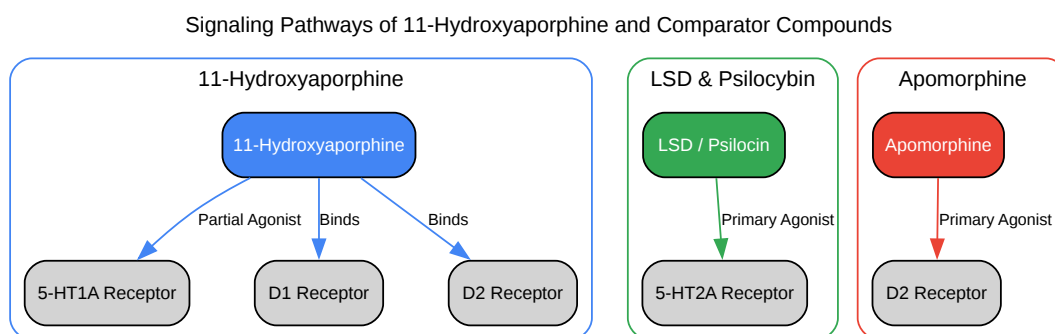 Signaling Pathways of 11-Hydroxyaporphine and Comparator Compounds
11-Hydroxyaporphine
LSD & Psilocybin
Apomorphine
11-Hydroxyaporphine
LSD / Psilocin
Apomorphine
Partial Agonist
Binds
Binds
Primary Agonist
Primary Agonist
5-HT1A Receptor
D1 Receptor
D2 Receptor
5-HT2A Receptor
D2 Receptor